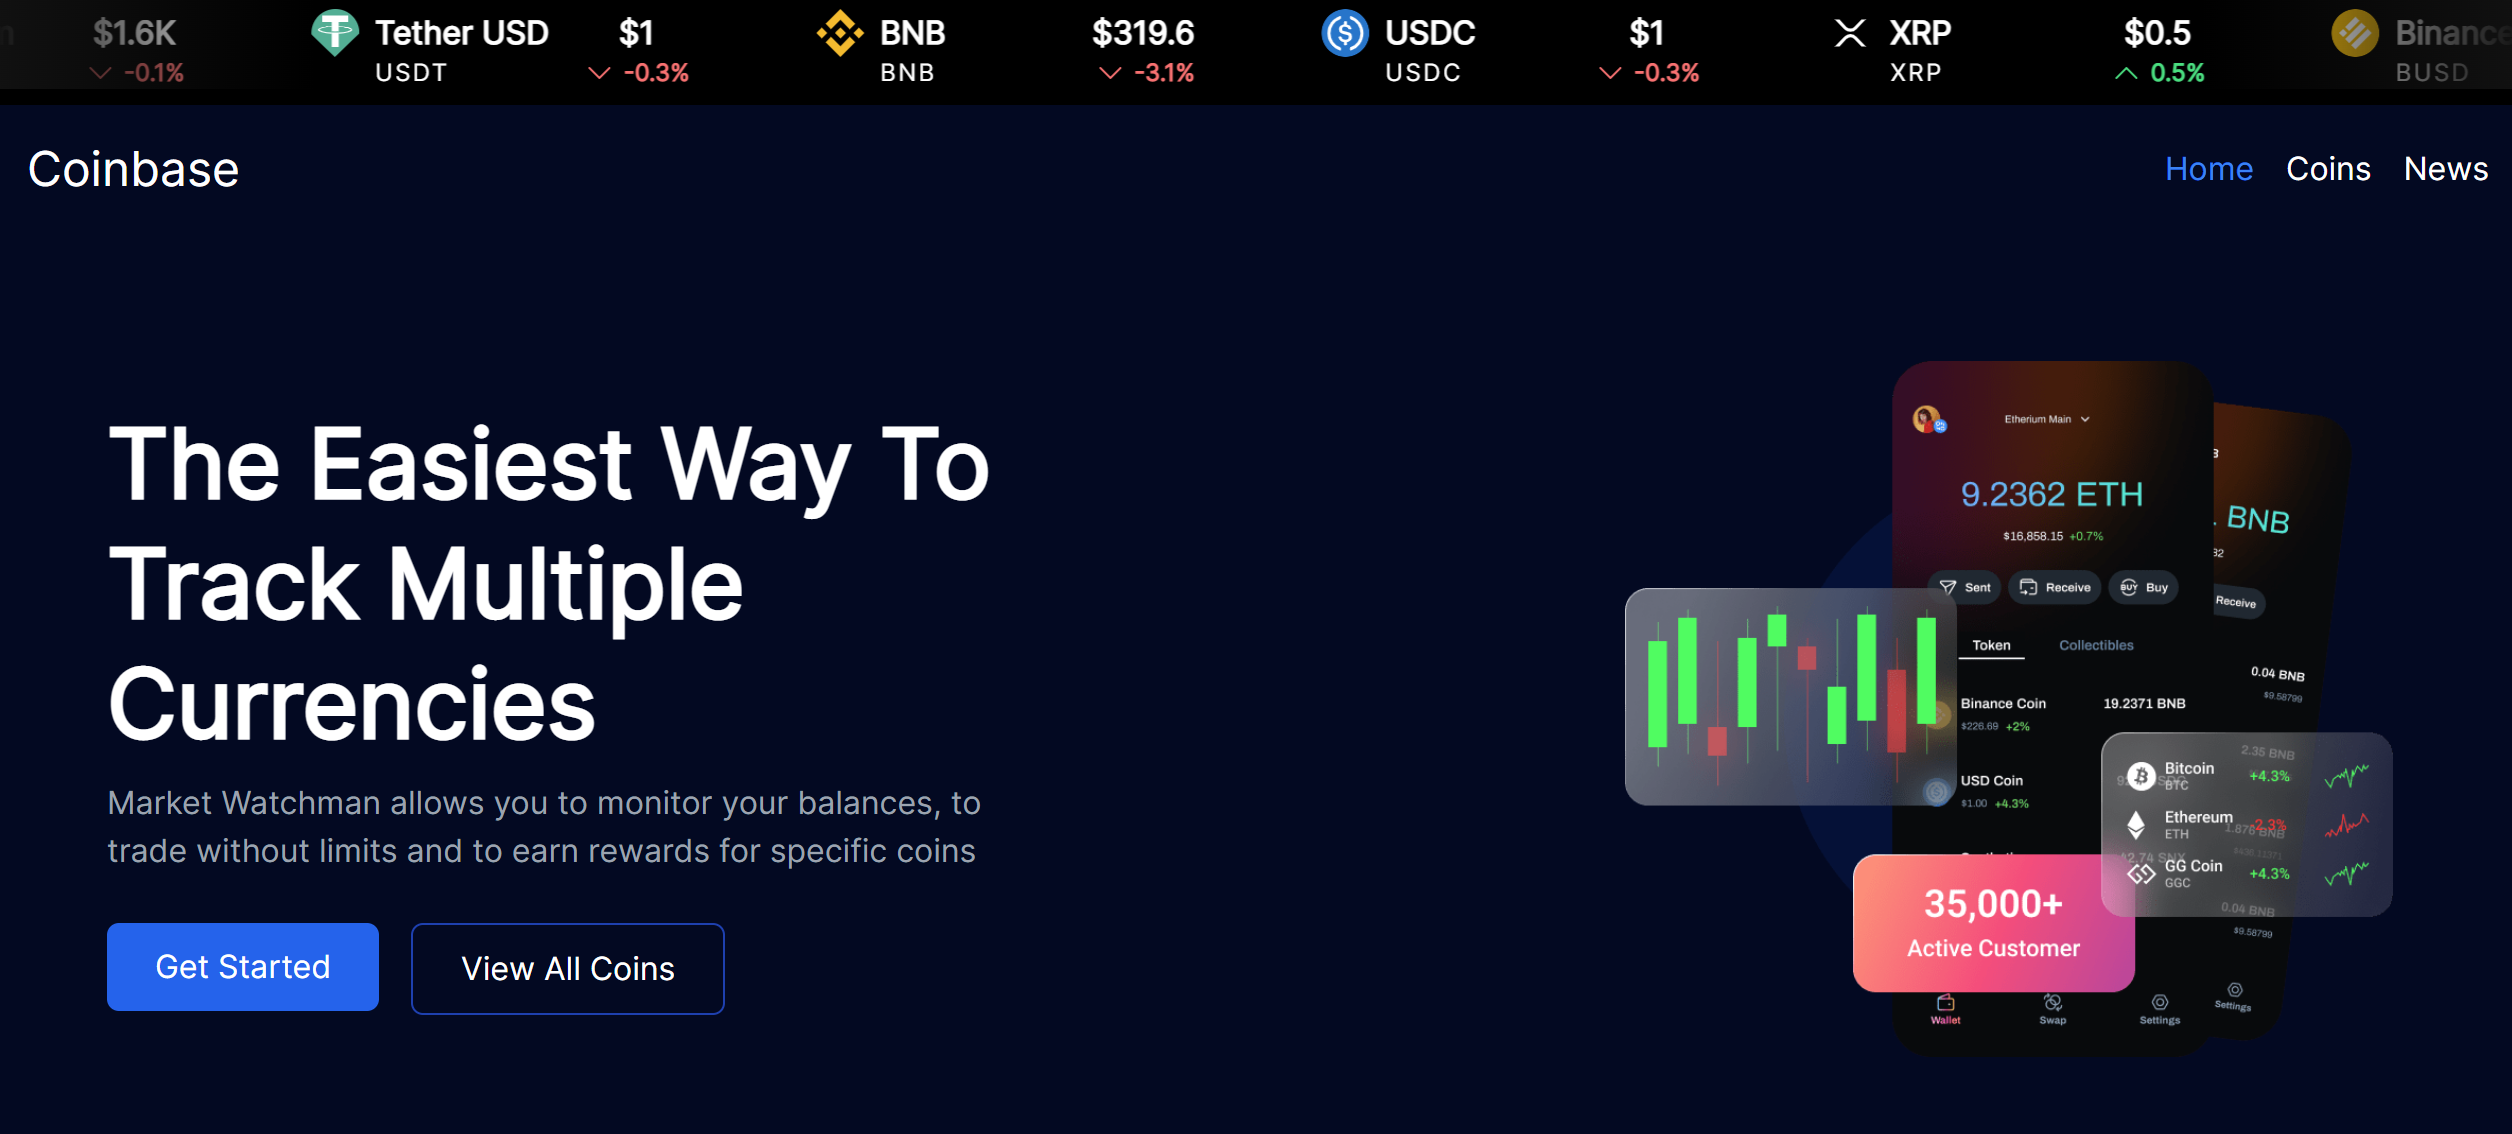 $1.6K
-0.1%
Tether USD
USDT
$1
-0.3%
BNB
BNB
$319.6
-3.1%
USDC
USDC
$1
-0.3%
XRP
XRP
$0.5
0.5%
Binance
BUSD
Coinbase
Home Coins News
The Easiest Way To
Track Multiple
Currencies
Market Watchman allows you to monitor your balances, to
trade without limits and to earn rewards for specific coins
Get Started
View All Coins
Etherium Main
9.2362 ETH
$16,858.15 +0.7%
Sent Receive BUY Buy
Token Collectibles
Binance Coin 19.2371 BNB
$226.69 +2%
USD Coin
$1.00 +4.3%
BNB
Receive
0.04 BNB
$9.58799
2.35 BNB
Bitcoin +4.3%
BTC
Ethereum -2.3%
ETH
1.876 BNB
GG Coin +4.3%
GGC
0.04 BNB
$9.58799
35,000+
Active Customer
Wallet Swap Settings
Settings